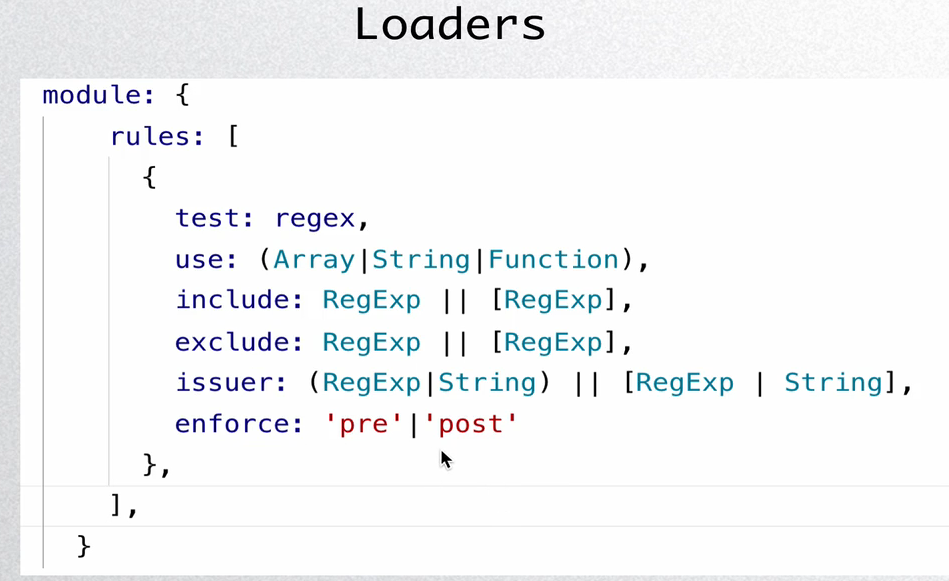 Loaders
module: {
rules: [
{
test: regex,
use: (Array|String|Function),
include: RegExp || [RegExp],
exclude: RegExp || [RegExp],
issuer: (RegExp|String) || [RegExp | String],
enforce: 'pre'|'post'
},
],
}